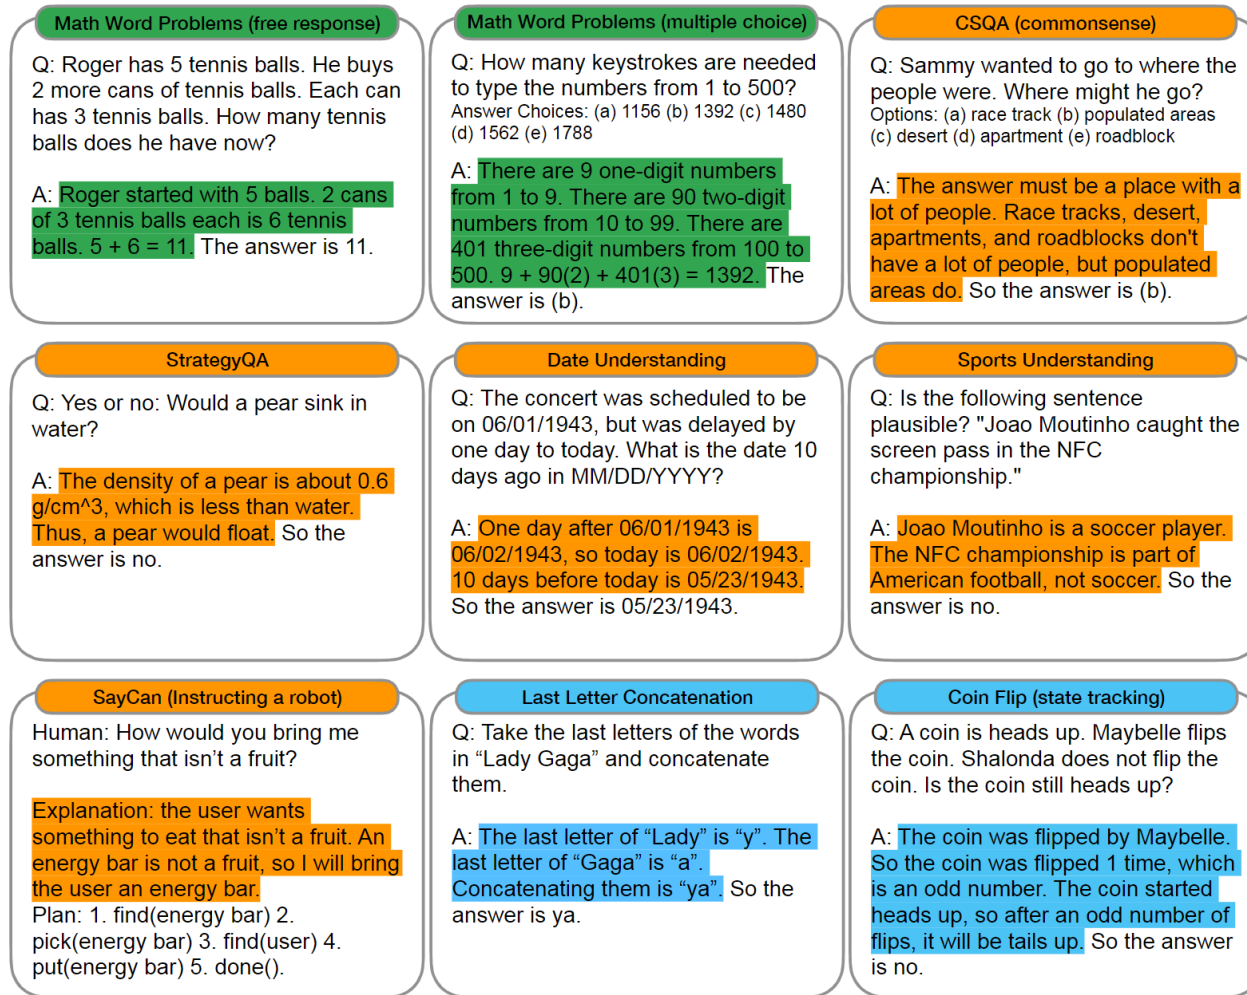 Math Word Problems (free response)
Q: Roger has 5 tennis balls. He buys
2 more cans of tennis balls. Each can
has 3 tennis balls. How many tennis
balls does he have now?
A: Roger started with 5 balls. 2 cans
of 3 tennis balls each is 6 tennis
balls. 5 + 6 = 11. The answer is 11.
Math Word Problems (multiple choice)
Q: How many keystrokes are needed
to type the numbers from 1 to 500?
Answer Choices: (a) 1156 (b) 1392 (c) 1480
(d) 1562 (e) 1788
A: There are 9 one-digit numbers
from 1 to 9. There are 90 two-digit
numbers from 10 to 99. There are
401 three-digit numbers from 100 to
500. 9 + 90(2) + 401(3) = 1392. The
answer is (b).
CSQA (commonsense)
Q: Sammy wanted to go to where the
people were. Where might he go?
Options: (a) race track (b) populated areas
(c) desert (d) apartment (e) roadblock
A: The answer must be a place with a
lot of people. Race tracks, desert,
apartments, and roadblocks don't
have a lot of people, but populated
areas do. So the answer is (b).
StrategyQA
Q: Yes or no: Would a pear sink in
water?
A: The density of a pear is about 0.6
g/cm^3, which is less than water.
Thus, a pear would float. So the
answer is no.
Date Understanding
Q: The concert was scheduled to be
on 06/01/1943, but was delayed by
one day to today. What is the date 10
days ago in MM/DD/YYYY?
A: One day after 06/01/1943 is
06/02/1943, so today is 06/02/1943.
10 days before today is 05/23/1943.
So the answer is 05/23/1943.
Sports Understanding
Q: Is the following sentence
plausible? "Joao Moutinho caught the
screen pass in the NFC
championship."
A: Joao Moutinho is a soccer player.
The NFC championship is part of
American football, not soccer. So the
answer is no.
SayCan (Instructing a robot)
Human: How would you bring me
something that isn’t a fruit?
Explanation: the user wants
something to eat that isn’t a fruit. An
energy bar is not a fruit, so I will bring
the user an energy bar.
Plan: 1. find(energy bar) 2.
pick(energy bar) 3. find(user) 4.
put(energy bar) 5. done().
Last Letter Concatenation
Q: Take the last letters of the words
in “Lady Gaga” and concatenate
them.
A: The last letter of “Lady” is “y”. The
last letter of “Gaga” is “a”.
Concatenating them is “ya”. So the
answer is ya.
Coin Flip (state tracking)
Q: A coin is heads up. Maybelle flips
the coin. Shalonda does not flip the
coin. Is the coin still heads up?
A: The coin was flipped by Maybelle.
So the coin was flipped 1 time, which
is an odd number. The coin started
heads up, so after an odd number of
flips, it will be tails up. So the answer
is no.